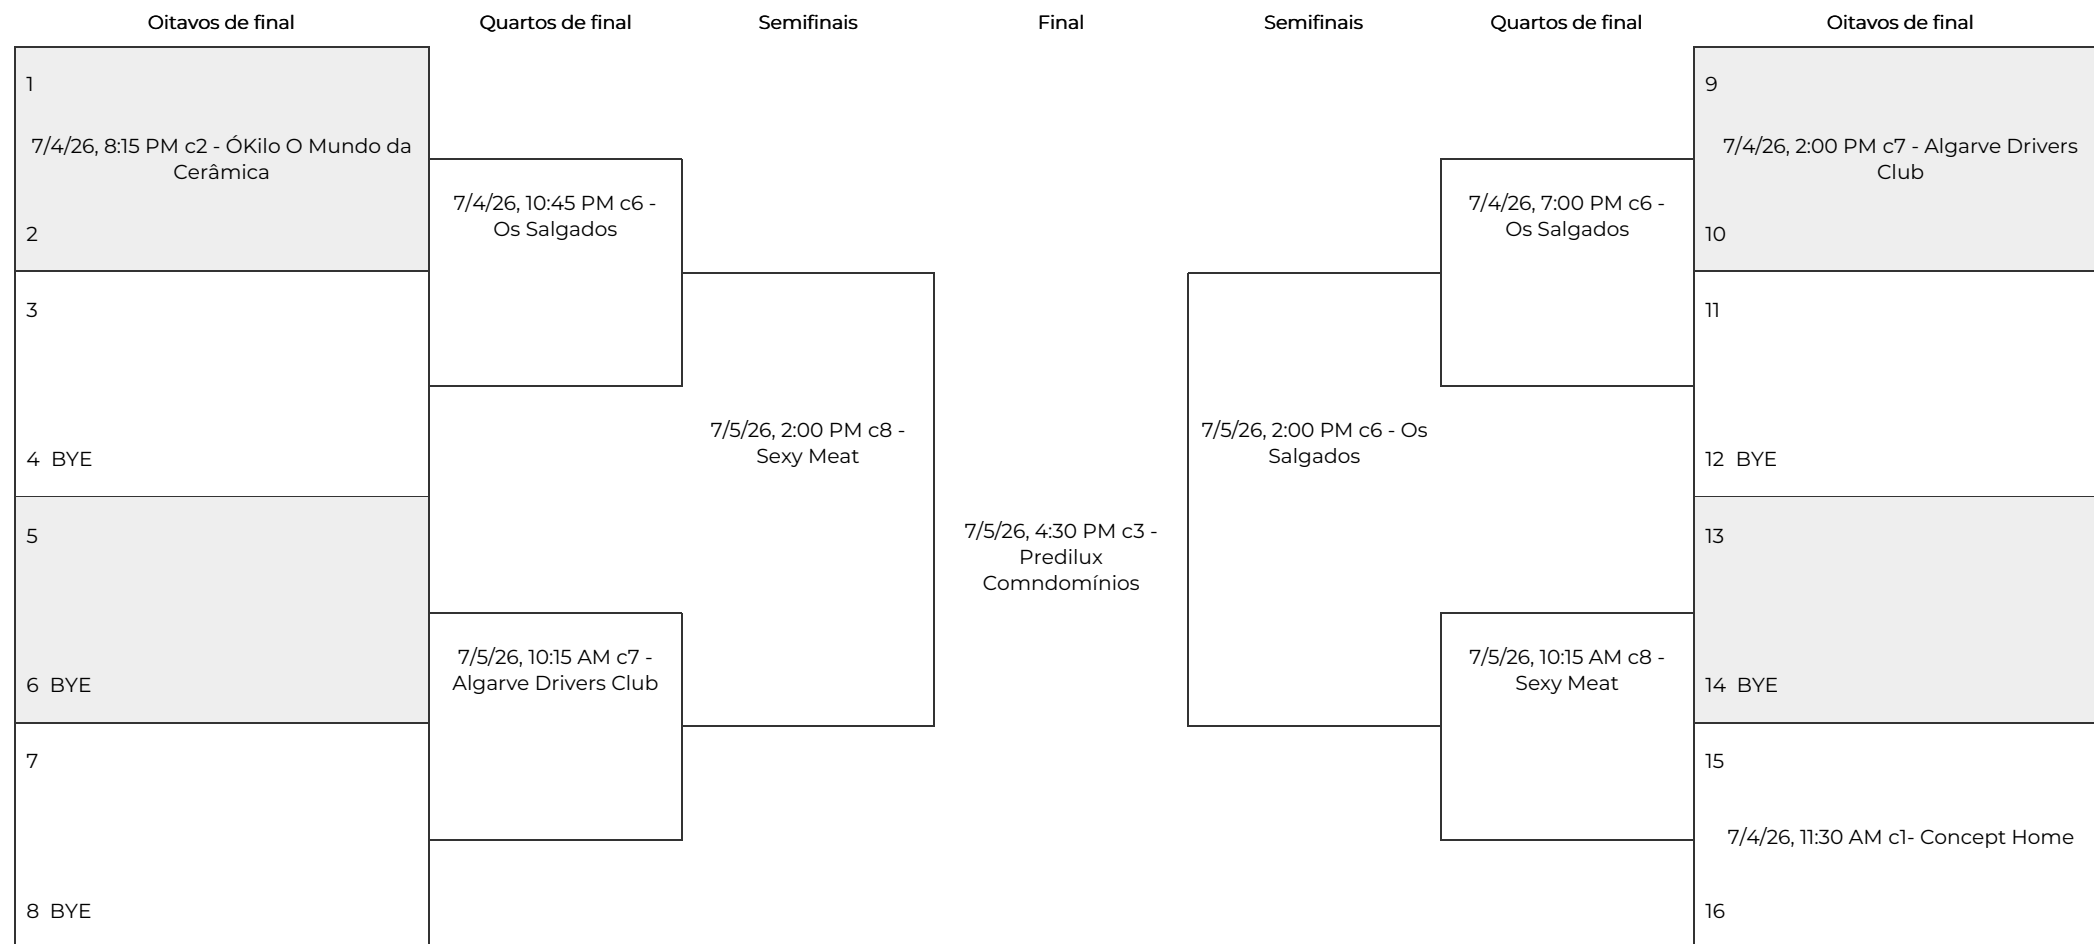 Oitavos de final
Quartos de final
Semifinais
Final
Semifinais
Quartos de final
Oitavos de final
1
7/4/26, 8:15 PM c2 - ÓKilo O Mundo da
Cerâmica
2
3
4 BYE
5
6 BYE
7
8 BYE
7/4/26, 10:45 PM c6 -
Os Salgados
7/5/26, 10:15 AM c7 -
Algarve Drivers Club
7/5/26, 2:00 PM c8 -
Sexy Meat
7/5/26, 4:30 PM c3 -
Predilux
Comndomínios
7/5/26, 2:00 PM c6 - Os
Salgados
7/4/26, 7:00 PM c6 -
Os Salgados
7/5/26, 10:15 AM c8 -
Sexy Meat
9
7/4/26, 2:00 PM c7 - Algarve Drivers
Club
10
11
12 BYE
13
14 BYE
15
7/4/26, 11:30 AM c1- Concept Home
16